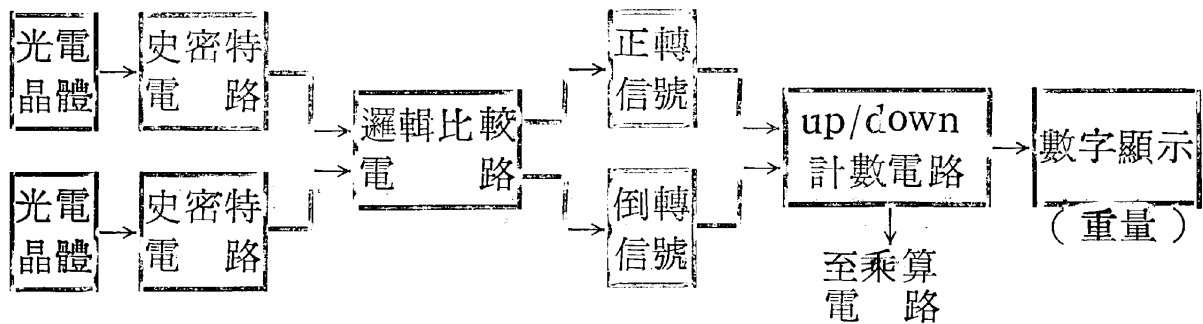 光電
晶體
史密特
電路
光電
晶體
史密特
電路
邏輯比較
電路
正轉
信號
倒轉
信號
up/down
計數電路
數字顯示
（重量）
至乘算
電路